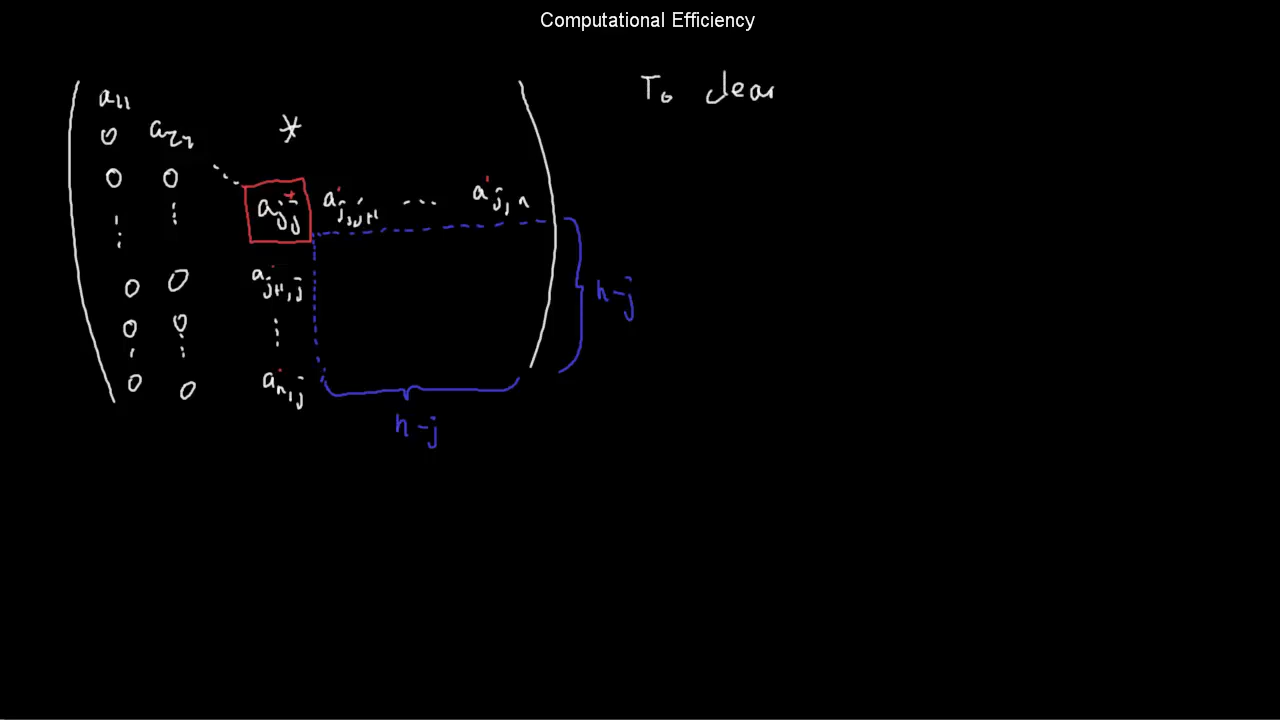 Computational Efficiency
To clear
a11
0 a22 *
0 0 ⋱ ajj aj,j+1 ... aj,n
⋮ ⋮
0 0 aj+1,j n-j
0 0 ⋮
⋮ ⋮
0 0 an,j
n-j